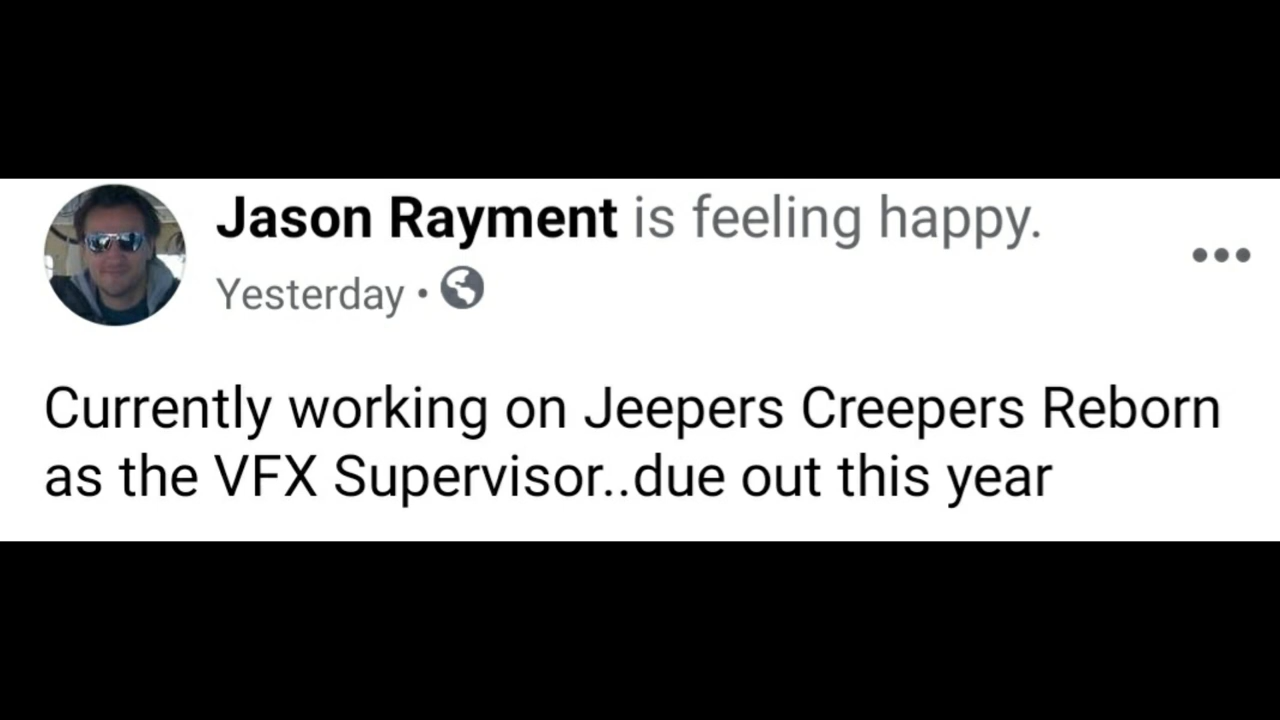 Jason Rayment is feeling happy.
Yesterday •
Currently working on Jeepers Creepers Reborn
as the VFX Supervisor..due out this year